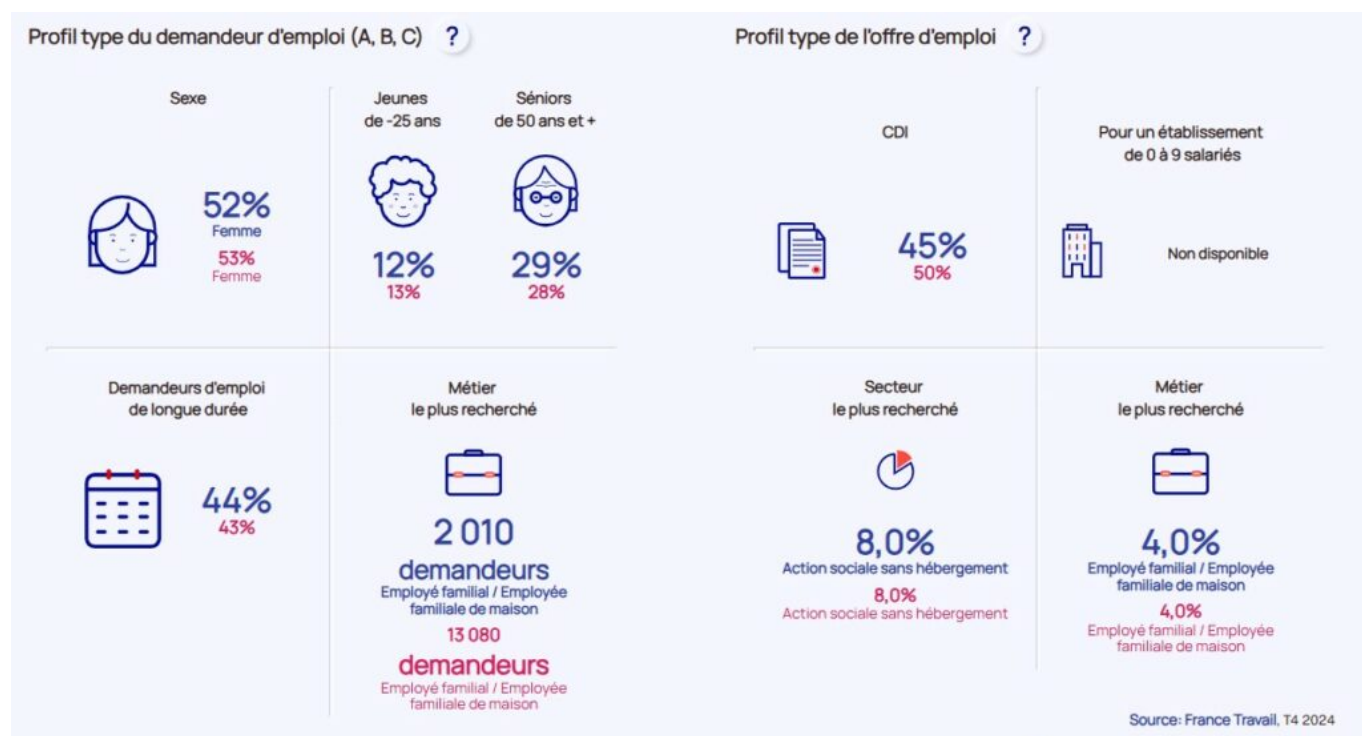 Profil type du demandeur d'emploi (A, B, C) ?
Sexe
52%
Femme
53%
Femme
Jeunes
de -25 ans
12%
13%
Séniors
de 50 ans et +
29%
28%
Demandeurs d'emploi
de longue durée
44%
43%
Métier
le plus recherché
2 010
demandeurs
Employé familial / Employée
familiale de maison
13 080
demandeurs
Employé familial / Employée
familiale de maison
Profil type de l'offre d'emploi ?
CDI
45%
50%
Pour un établissement
de 0 à 9 salariés
Non disponible
Secteur
le plus recherché
8,0%
Action sociale sans hébergement
8,0%
Action sociale sans hébergement
Métier
le plus recherché
4,0%
Employé familial / Employée
familiale de maison
4,0%
Employé familial / Employée
familiale de maison
Source: France Travail, T4 2024